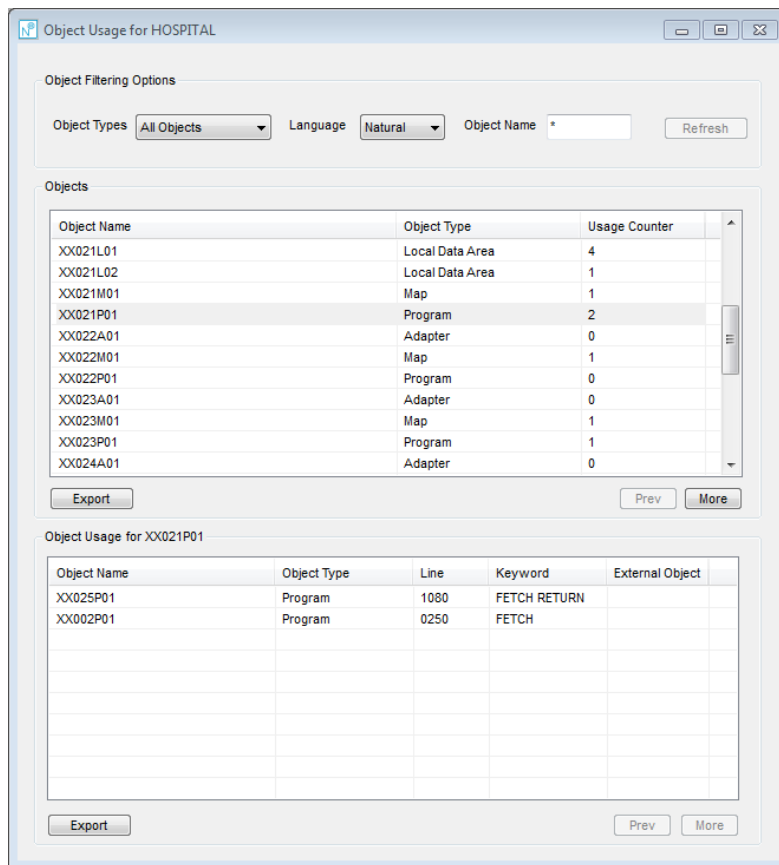 Object Usage for HOSPITAL
Object Filtering Options
Object Types All Objects Language Natural Object Name * Refresh
Objects
Object Name Object Type Usage Counter
XX021L01 Local Data Area 4
XX021L02 Local Data Area 1
XX021M01 Map 1
XX021P01 Program 2
XX022A01 Adapter 0
XX022M01 Map 1
XX022P01 Program 0
XX023A01 Adapter 0
XX023M01 Map 1
XX023P01 Program 1
XX024A01 Adapter 0
Export Prev More
Object Usage for XX021P01
Object Name Object Type Line Keyword External Object
XX025P01 Program 1080 FETCH RETURN
XX002P01 Program 0250 FETCH
Export Prev More